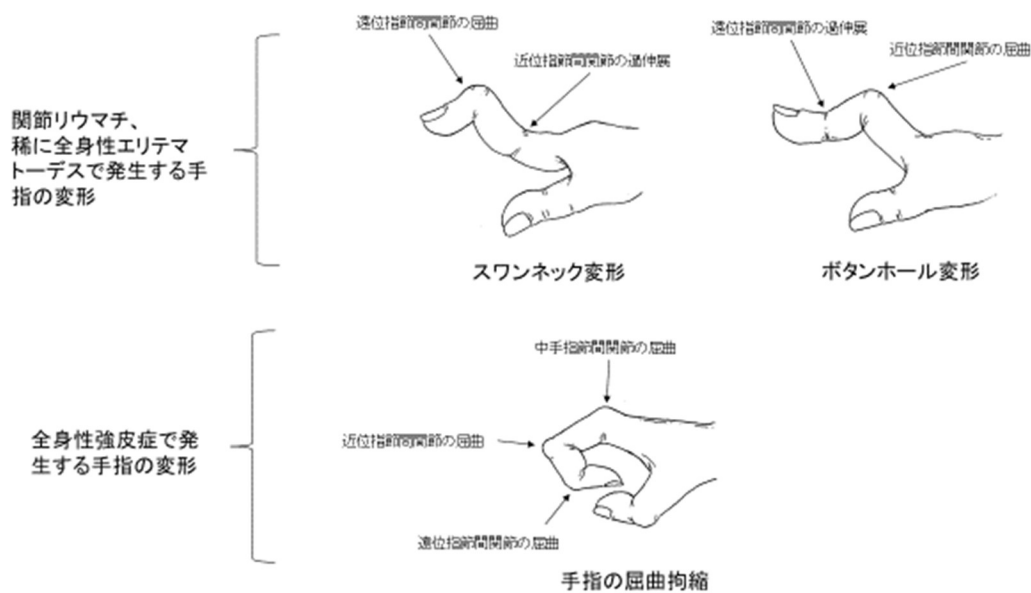 遠位指節間関節の屈曲
近位指節間関節の過伸展
遠位指節間関節の過伸展
近位指節間関節の屈曲
関節リウマチ、
稀に全身性エリテマ
トーデスで発生する手
指の変形
スワンネック変形
ボタンホール変形
中手指節間関節の屈曲
近位指節間関節の屈曲
全身性強皮症で発
生する手指の変形
遠位指節間関節の屈曲
手指の屈曲拘縮